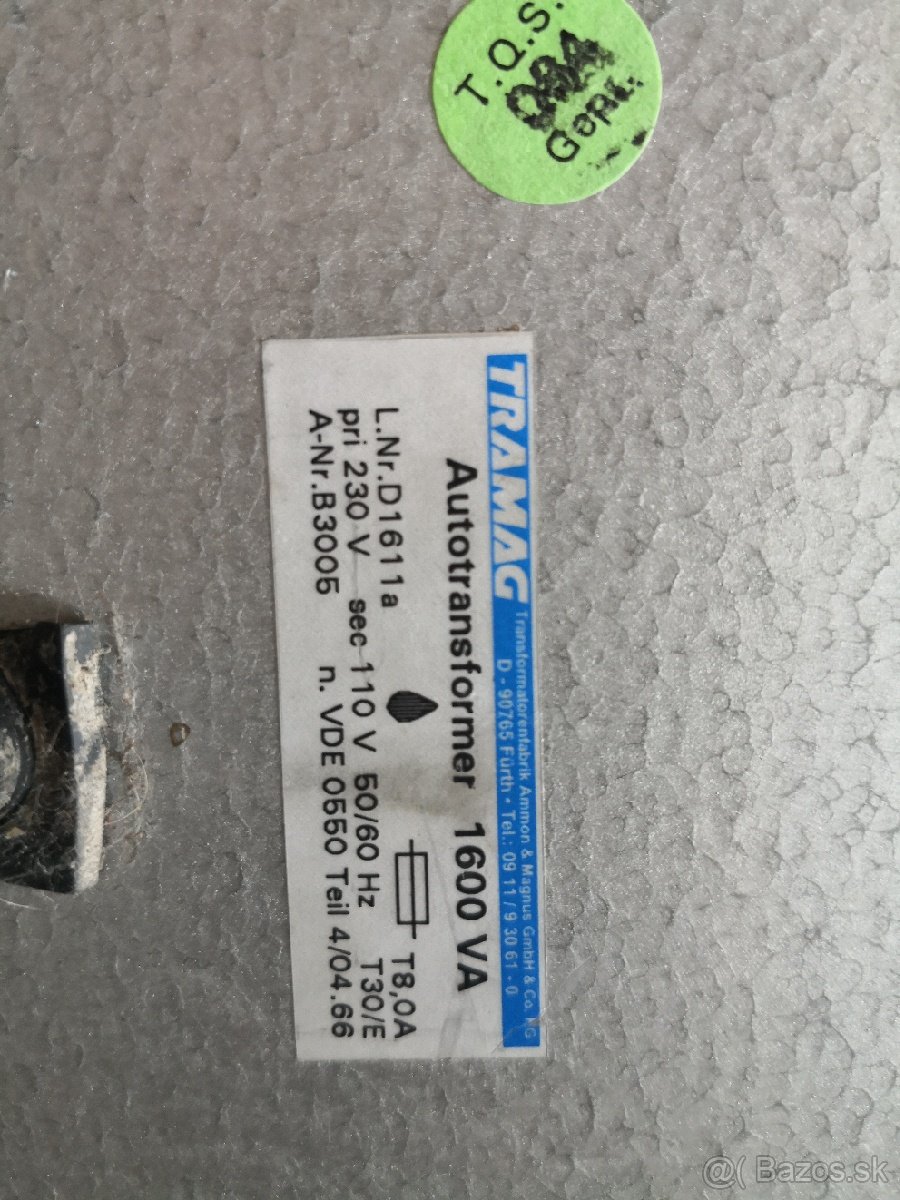 T.Q.S.
Gepr.
TRAMAG
Transformatorenfabrik Ammon & Magnus GmbH & Co. KG
D - 90765 Fürth • Tel.: 09 11 / 9 30 61 - 0
Autotransformer 1600 VA
L.Nr.D1611a T8,0A
pri 230 V sec 110 V 50/60 Hz T30/E
A-Nr.B3005 n. VDE 0550 Teil 4/04.66
@( Bazos.sk